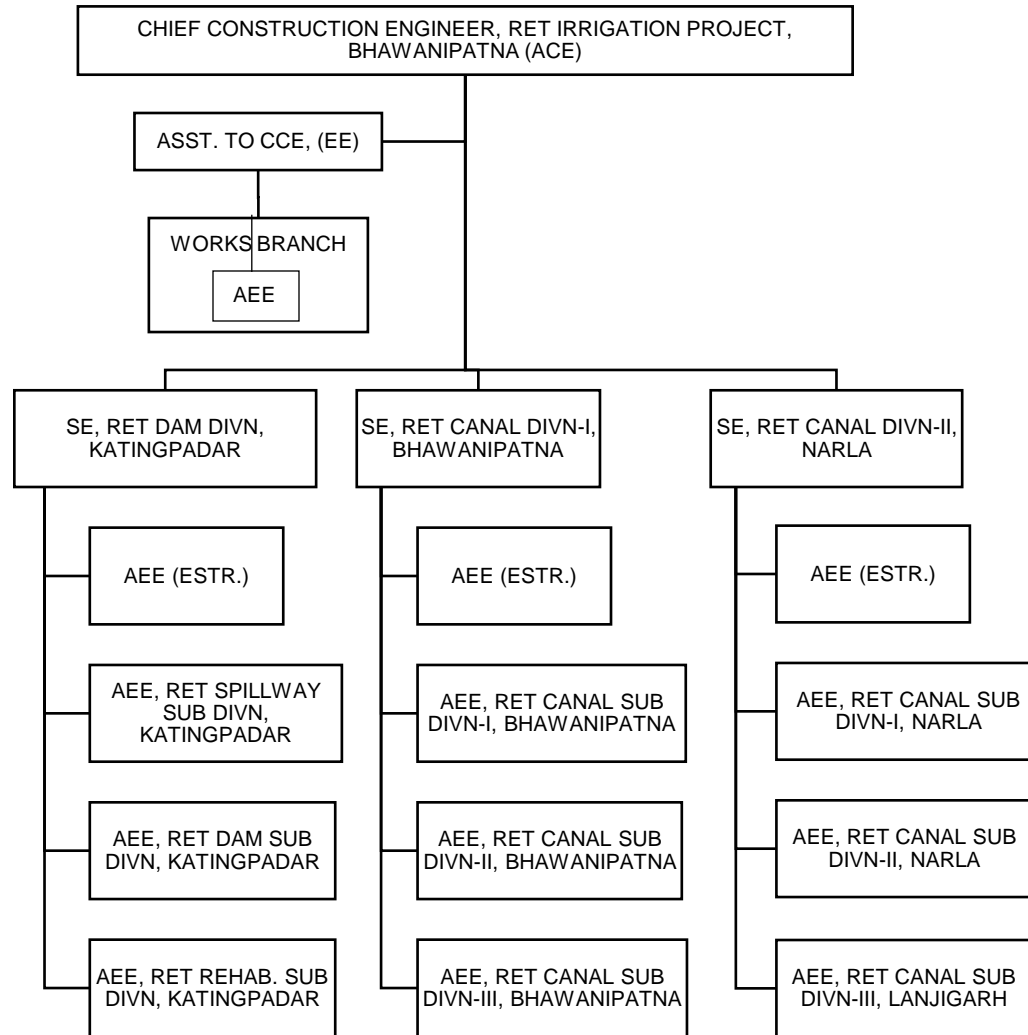 CHIEF CONSTRUCTION ENGINEER, RET IRRIGATION PROJECT,
BHAWANIPATNA (ACE)
ASST. TO CCE, (EE)
WORKS BRANCH
AEE
SE, RET DAM DIVN,
KATINGPADAR
AEE (ESTR.)
AEE, RET SPILLWAY
SUB DIVN,
KATINGPADAR
AEE, RET DAM SUB
DIVN, KATINGPADAR
AEE, RET REHAB. SUB
DIVN, KATINGPADAR
SE, RET CANAL DIVN-I,
BHAWANIPATNA
AEE (ESTR.)
AEE, RET CANAL SUB
DIVN-I, BHAWANIPATNA
AEE, RET CANAL SUB
DIVN-II, BHAWANIPATNA
AEE, RET CANAL SUB
DIVN-III, BHAWANIPATNA
SE, RET CANAL DIVN-II,
NARLA
AEE (ESTR.)
AEE, RET CANAL SUB
DIVN-I, NARLA
AEE, RET CANAL SUB
DIVN-II, NARLA
AEE, RET CANAL SUB
DIVN-III, LANJIGARH